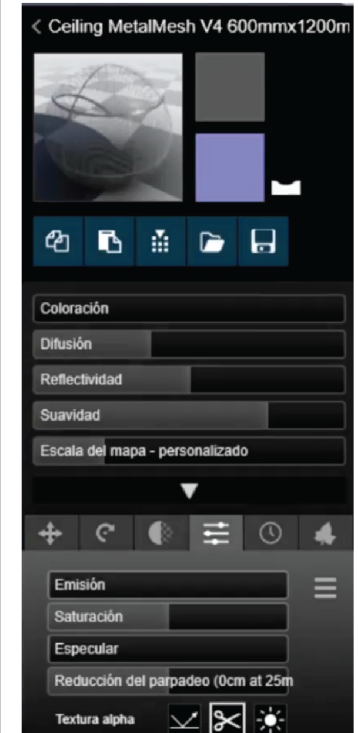 Ceiling MetalMesh V4 600mmx1200m
Coloración
Difusión
Reflectividad
Suavidad
Escala del mapa - personalizado
Emisión
Saturación
Especular
Reducción del parpadeo (0cm at 25m
Textura alpha